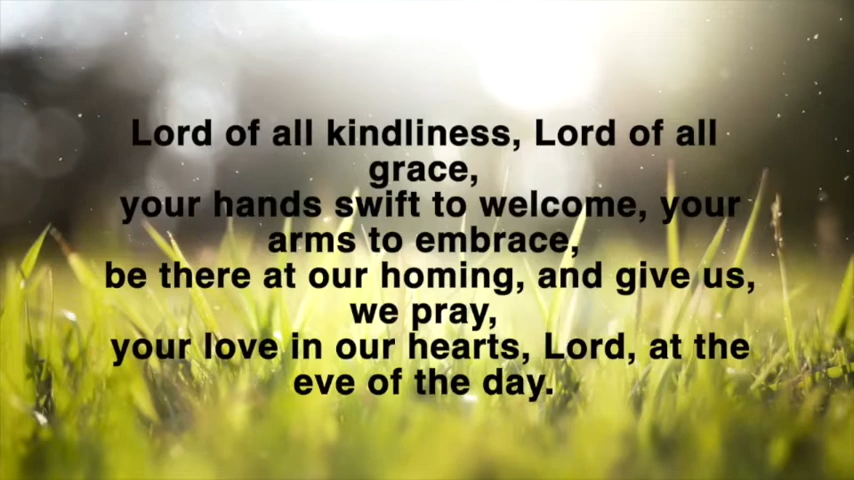 Lord of all kindliness, Lord of all
grace,
your hands swift to welcome, your
arms to embrace,
be there at our homing, and give us,
we pray,
your love in our hearts, Lord, at the
eve of the day.